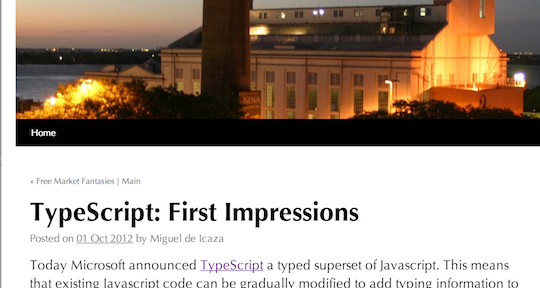 USINA
Home
« Free Market Fantasies | Main
TypeScript: First Impressions
Posted on 01 Oct 2012 by Miguel de Icaza
Today Microsoft announced TypeScript a typed superset of Javascript. This means
that existing Javascript code can be gradually modified to add typing information to